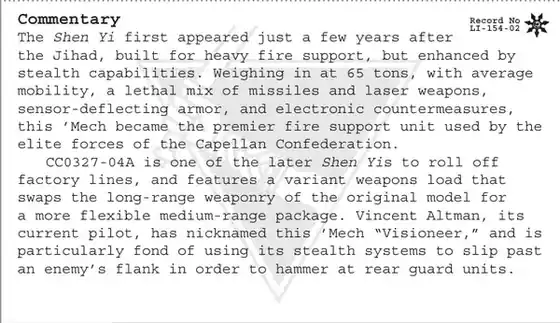 Commentary
Record No
LI-154-02
The Shen Yi first appeared just a few years after
the Jihad, built for heavy fire support, but enhanced by
stealth capabilities. Weighing in at 65 tons, with average
mobility, a lethal mix of missiles and laser weapons,
sensor-deflecting armor, and electronic countermeasures,
this ’Mech became the premier fire support unit used by the
elite forces of the Capellan Confederation.
CC0327-04A is one of the later Shen Yis to roll off
factory lines, and features a variant weapons load that
swaps the long-range weaponry of the original model for
a more flexible medium-range package. Vincent Altman, its
current pilot, has nicknamed this ’Mech “Visioneer,” and is
particularly fond of using its stealth systems to slip past
an enemy’s flank in order to hammer at rear guard units.